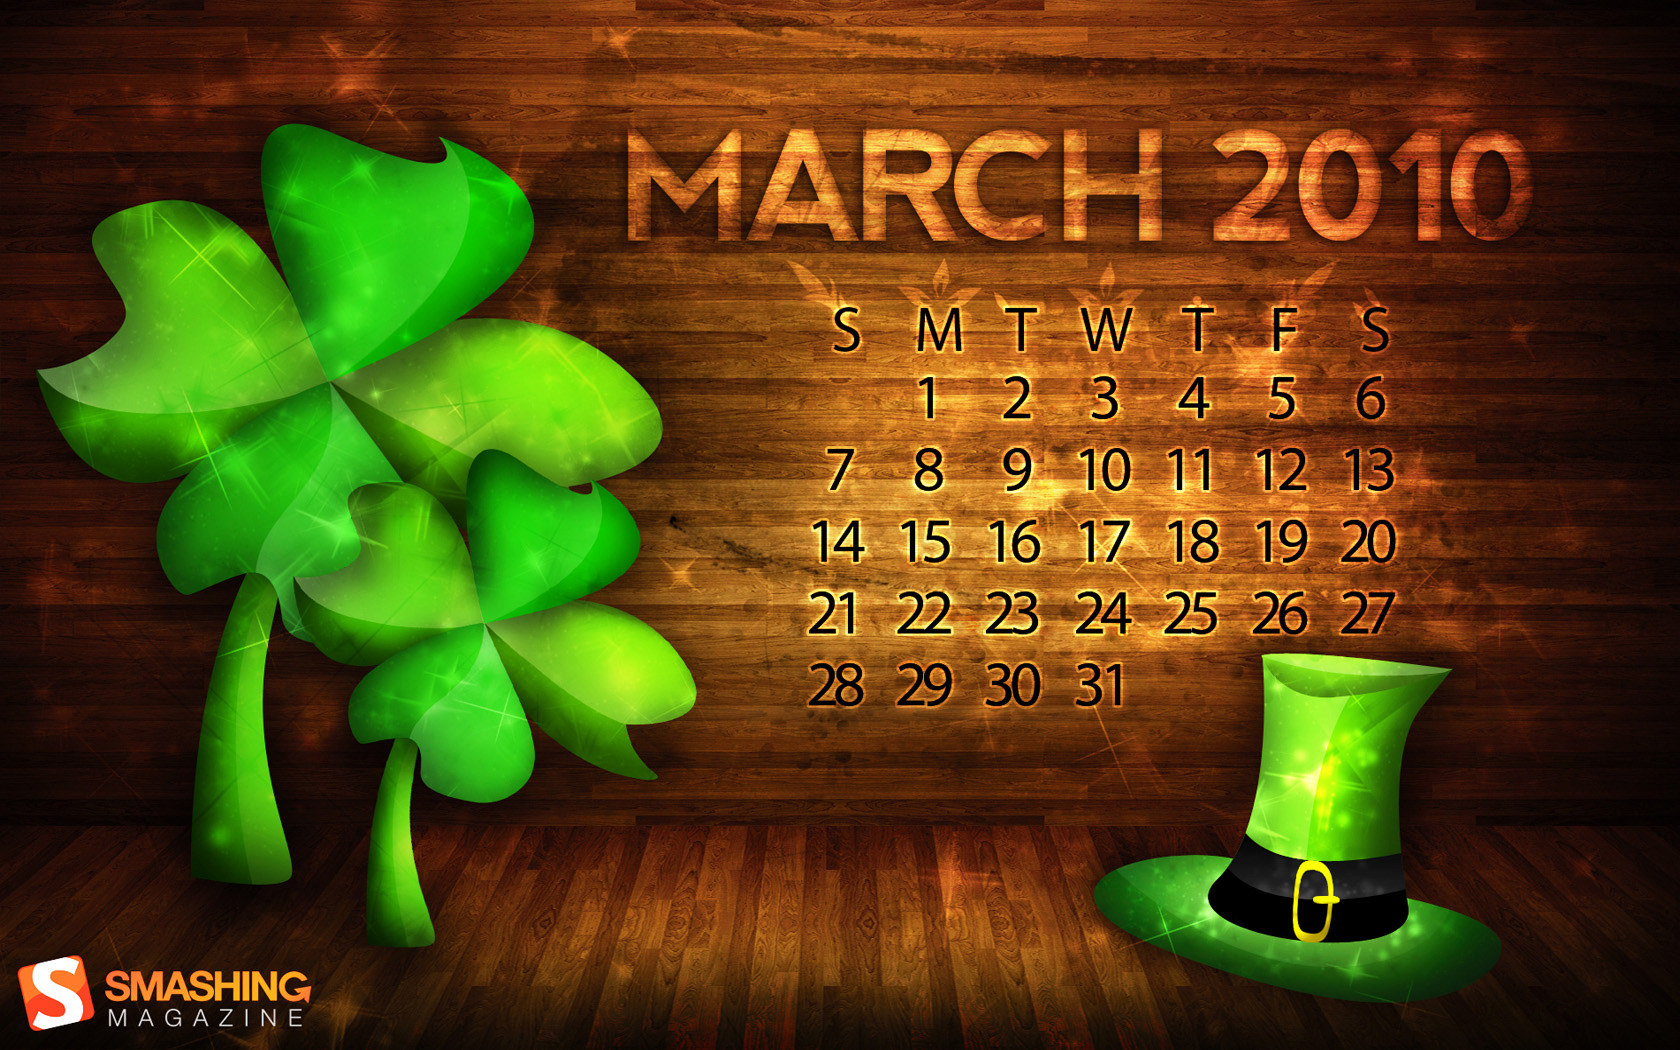 MARCH 2010
S M T W T F S
1 2 3 4 5 6
7 8 9 10 11 12 13
14 15 16 17 18 19 20
21 22 23 24 25 26 27
28 29 30 31
S SMASHING
MAGAZINE